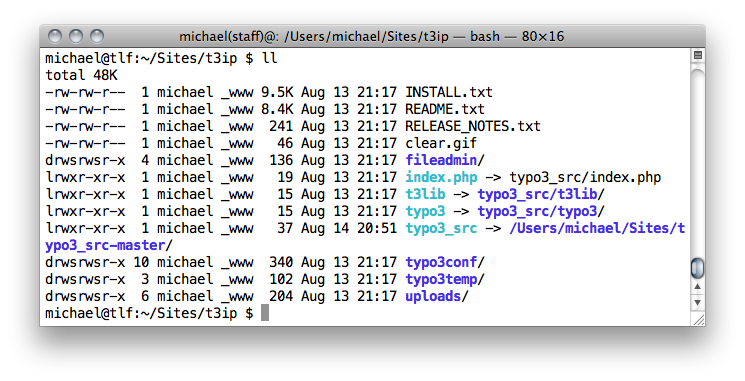 michael(staff)@: /Users/michael/Sites/t3ip — bash — 80×16
michael@tlf:~/Sites/t3ip $ ll
total 48K
-rw-rw-r--  1 michael _www 9.5K Aug 13 21:17 INSTALL.txt
-rw-rw-r--  1 michael _www 8.4K Aug 13 21:17 README.txt
-rw-rw-r--  1 michael _www  241 Aug 13 21:17 RELEASE_NOTES.txt
-rw-rw-r--  1 michael _www   46 Aug 13 21:17 clear.gif
drwsrwsr-x  4 michael _www  136 Aug 13 21:17 fileadmin/
lrwxr-xr-x  1 michael _www   19 Aug 13 21:17 index.php -> typo3_src/index.php
lrwxr-xr-x  1 michael _www   15 Aug 13 21:17 t3lib -> typo3_src/t3lib/
lrwxr-xr-x  1 michael _www   15 Aug 13 21:17 typo3 -> typo3_src/typo3/
lrwxr-xr-x  1 michael _www   37 Aug 14 20:51 typo3_src -> /Users/michael/Sites/t
ypo3_src-master/
drwsrwsr-x 10 michael _www  340 Aug 13 21:17 typo3conf/
drwsrwsr-x  3 michael _www  102 Aug 13 21:17 typo3temp/
drwsrwsr-x  6 michael _www  204 Aug 13 21:17 uploads/
michael@tlf:~/Sites/t3ip $